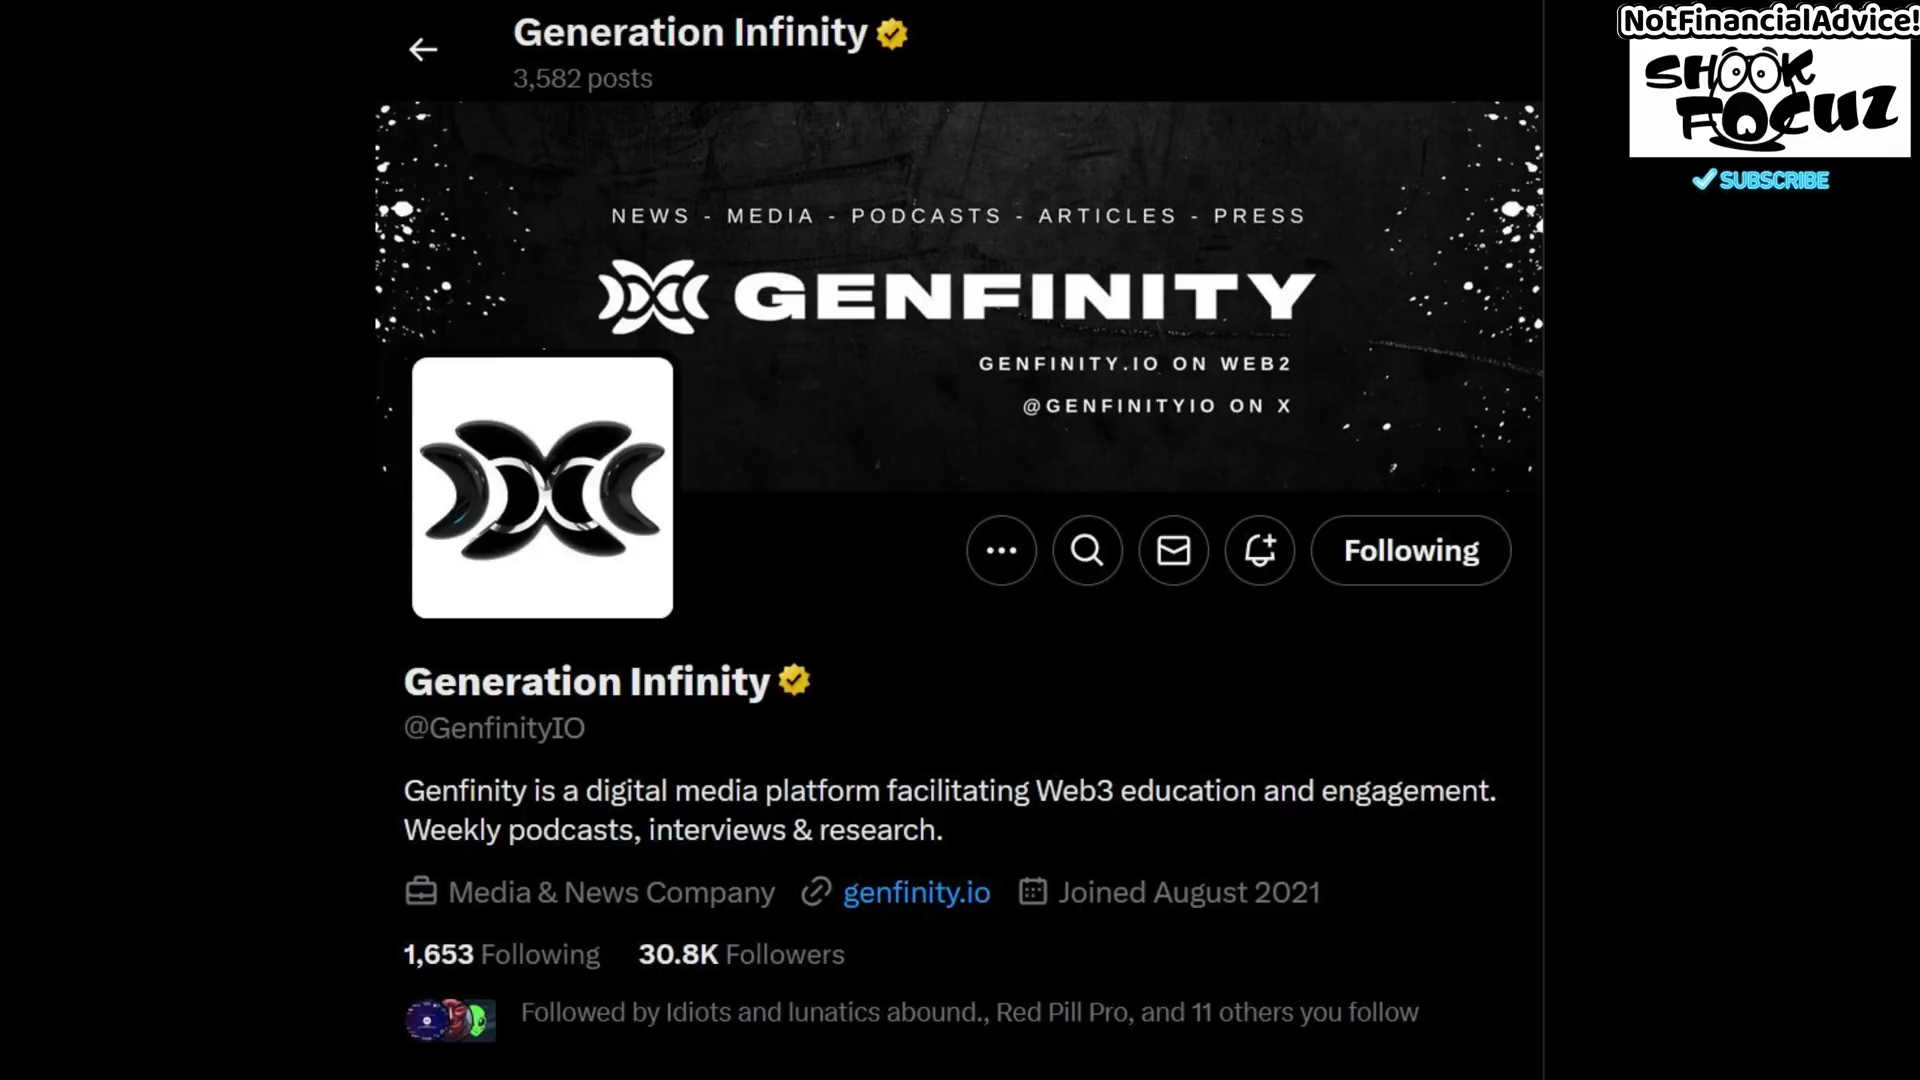 Generation Infinity
3,582 posts
NotFinancialAdvice!
SHOOK
FOCUZ
SUBSCRIBE
NEWS - MEDIA - PODCASTS - ARTICLES - PRESS
GENFINITY
GENFINITY.IO ON WEB2
@GENFINITYIO ON X
Following
Generation Infinity
@GenfinityIO
Genfinity is a digital media platform facilitating Web3 education and engagement.
Weekly podcasts, interviews & research.
Media & News Company genfinity.io Joined August 2021
1,653 Following 30.8K Followers
Followed by Idiots and lunatics abound., Red Pill Pro, and 11 others you follow